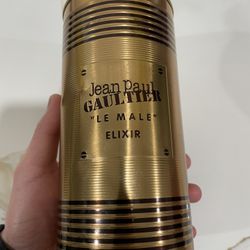 Jean Paul
GAULTIER
"LE MALE"
ELIXIR